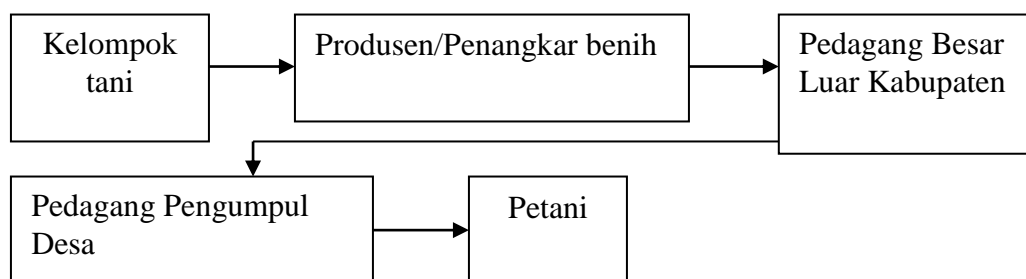 Kelompok
tani
Produsen/Penangkar benih
Pedagang Besar
Luar Kabupaten
Pedagang Pengumpul
Desa
Petani